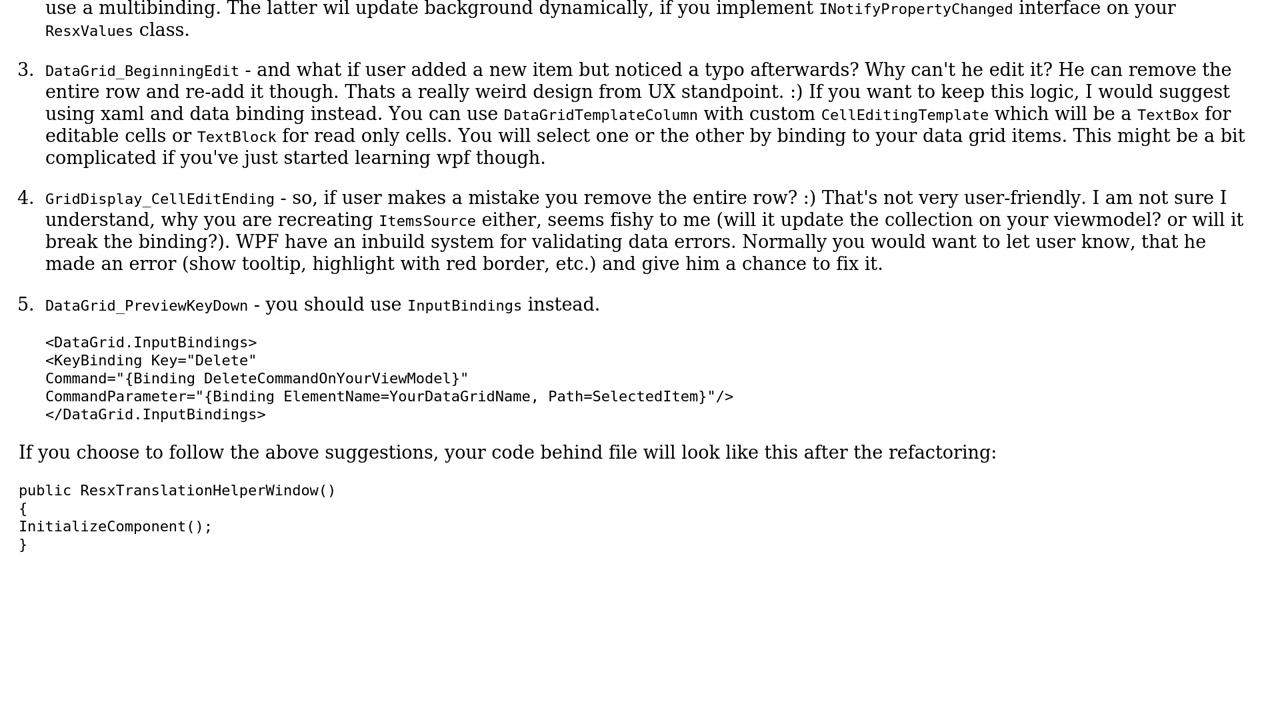 use a multibinding. The latter wil update background dynamically, if you implement INotifyPropertyChanged interface on your
ResxValues class.
3. DataGrid_BeginningEdit - and what if user added a new item but noticed a typo afterwards? Why can't he edit it? He can remove the
entire row and re-add it though. Thats a really weird design from UX standpoint. :) If you want to keep this logic, I would suggest
using xaml and data binding instead. You can use DataGridTemplateColumn with custom CellEditingTemplate which will be a TextBox for
editable cells or TextBlock for read only cells. You will select one or the other by binding to your data grid items. This might be a bit
complicated if you've just started learning wpf though.
4. GridDisplay_CellEditEnding - so, if user makes a mistake you remove the entire row? :) That's not very user-friendly. I am not sure I
understand, why you are recreating ItemsSource either, seems fishy to me (will it update the collection on your viewmodel? or will it
break the binding?). WPF have an inbuild system for validating data errors. Normally you would want to let user know, that he
made an error (show tooltip, highlight with red border, etc.) and give him a chance to fix it.
5. DataGrid_PreviewKeyDown - you should use InputBindings instead.
<DataGrid.InputBindings>
<KeyBinding Key="Delete"
Command="{Binding DeleteCommandOnYourViewModel}"
CommandParameter="{Binding ElementName=YourDataGridName, Path=SelectedItem}"/>
</DataGrid.InputBindings>
If you choose to follow the above suggestions, your code behind file will look like this after the refactoring:
public ResxTranslationHelperWindow()
{
InitializeComponent();
}